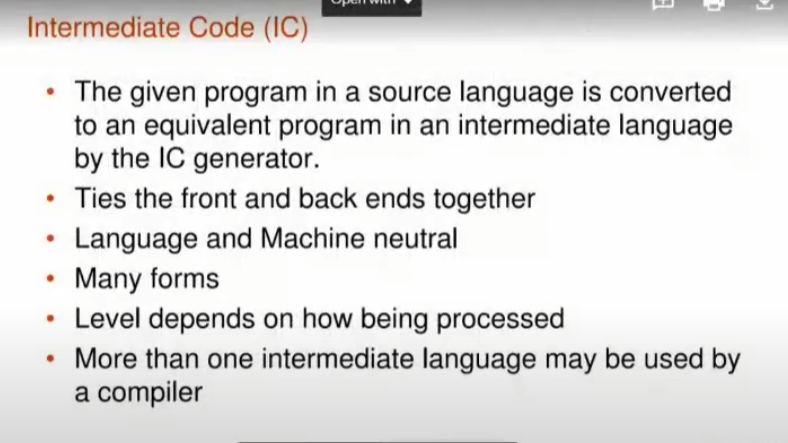 Open with
Intermediate Code (IC)
• The given program in a source language is converted
to an equivalent program in an intermediate language
by the IC generator.
• Ties the front and back ends together
• Language and Machine neutral
• Many forms
• Level depends on how being processed
• More than one intermediate language may be used by
a compiler